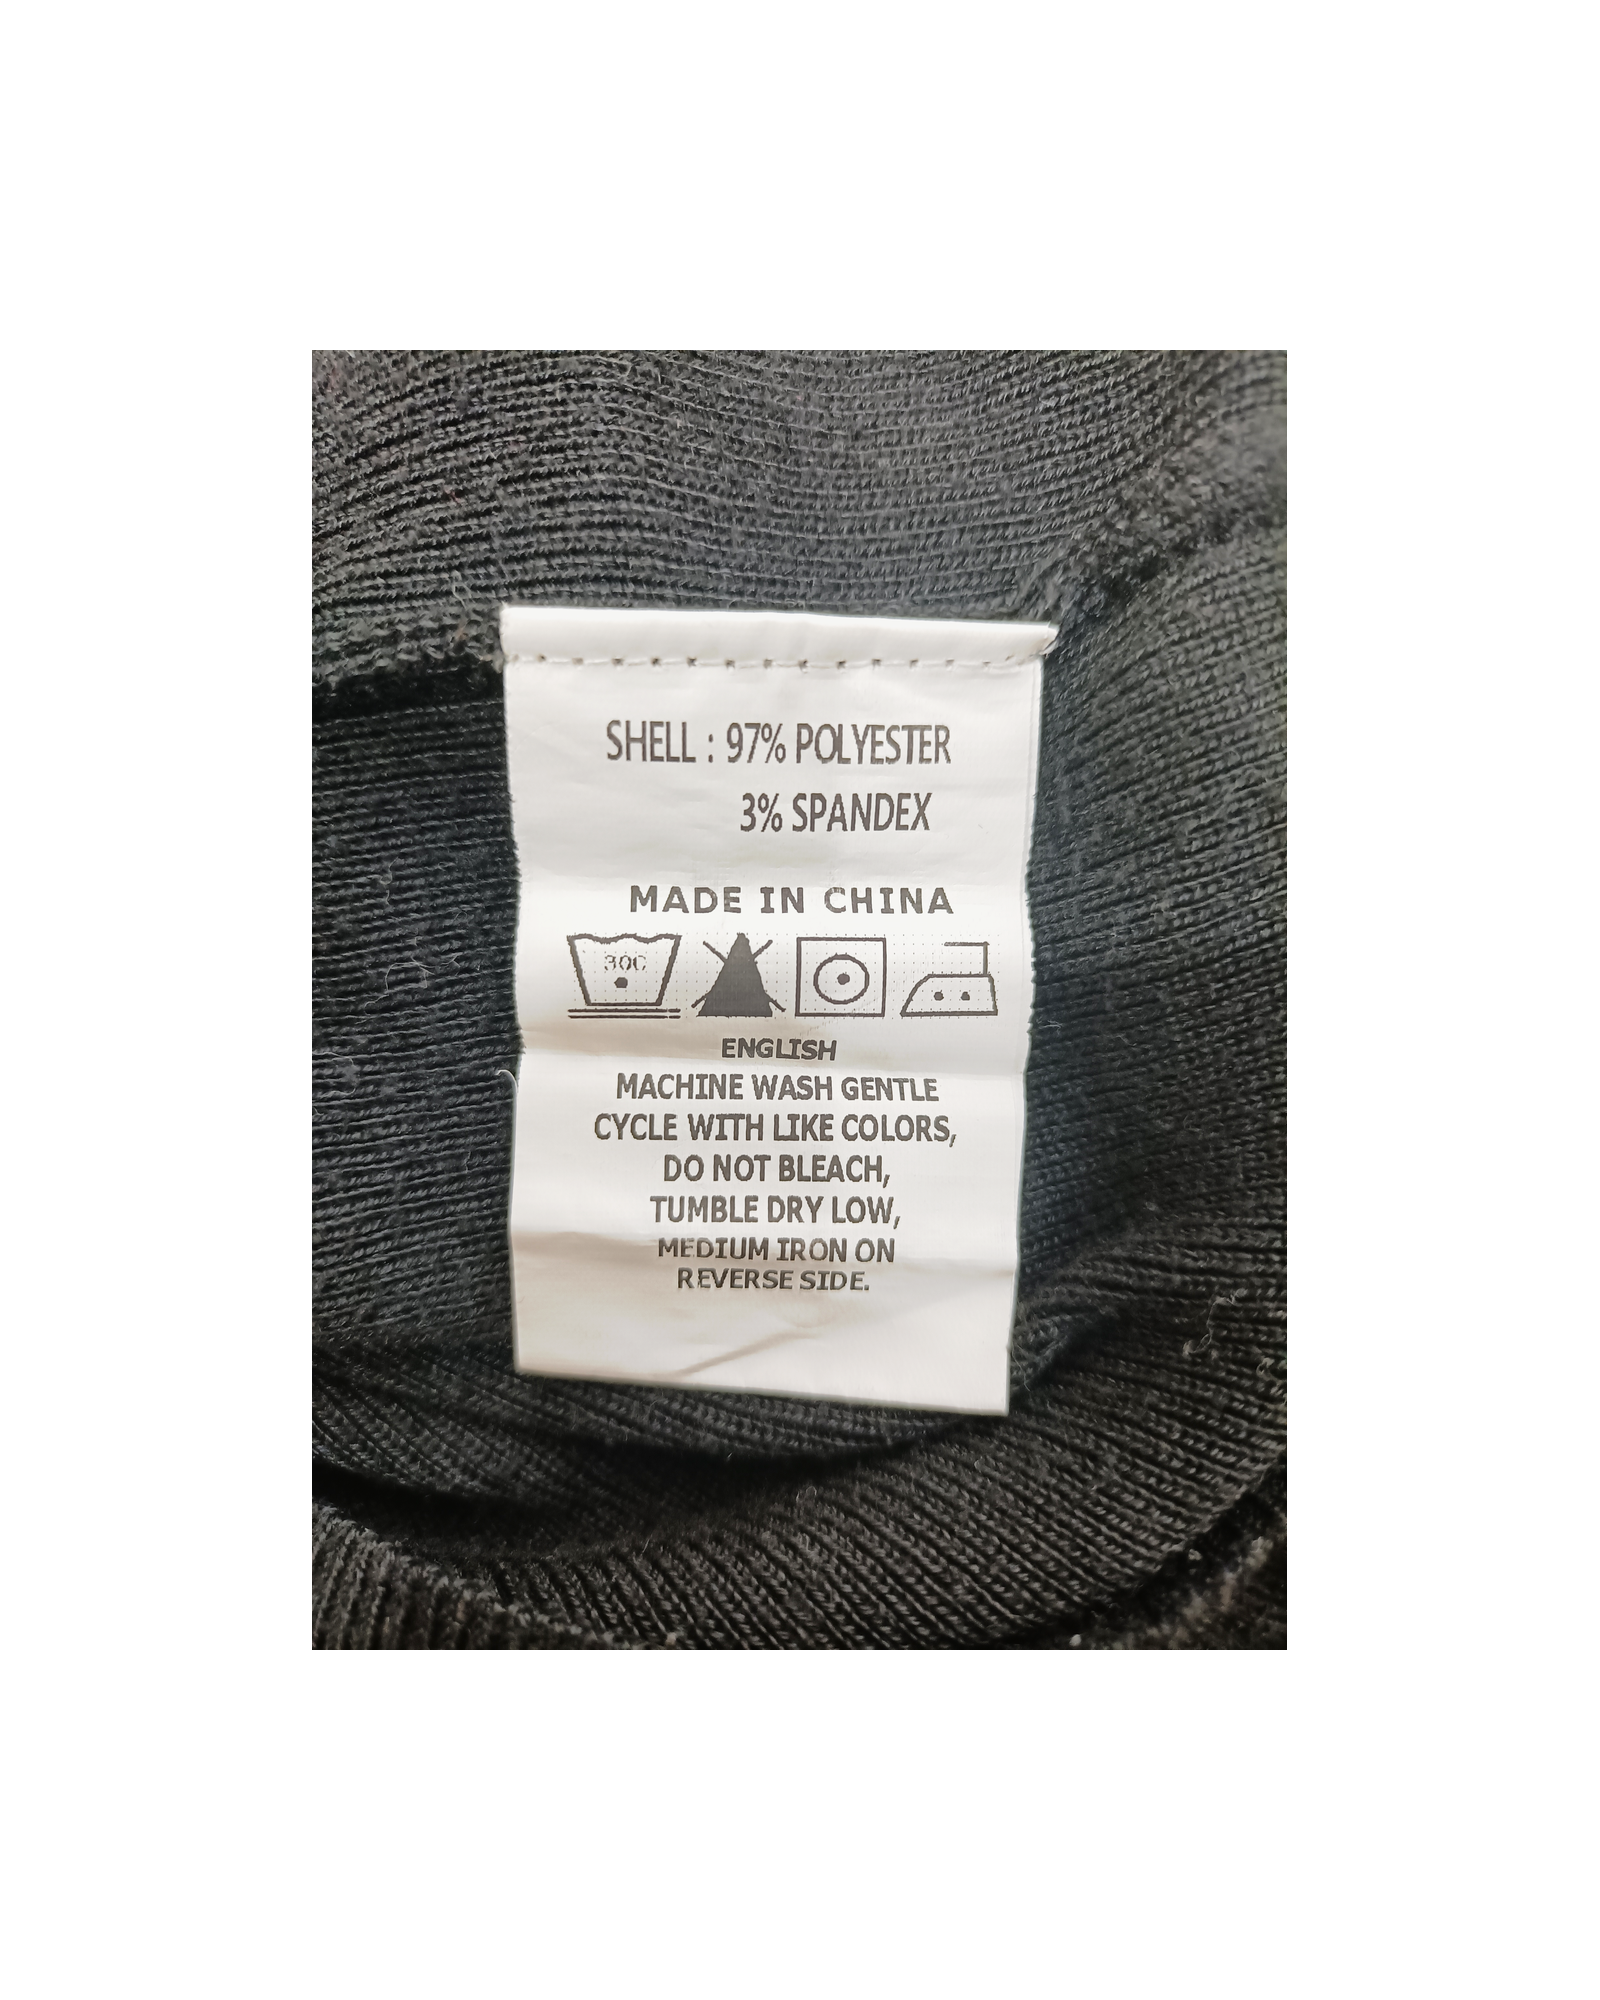 SHELL : 97% POLYESTER
3% SPANDEX
MADE IN CHINA
30C
ENGLISH
MACHINE WASH GENTLE
CYCLE WITH LIKE COLORS,
DO NOT BLEACH,
TUMBLE DRY LOW,
MEDIUM IRON ON
REVERSE SIDE.